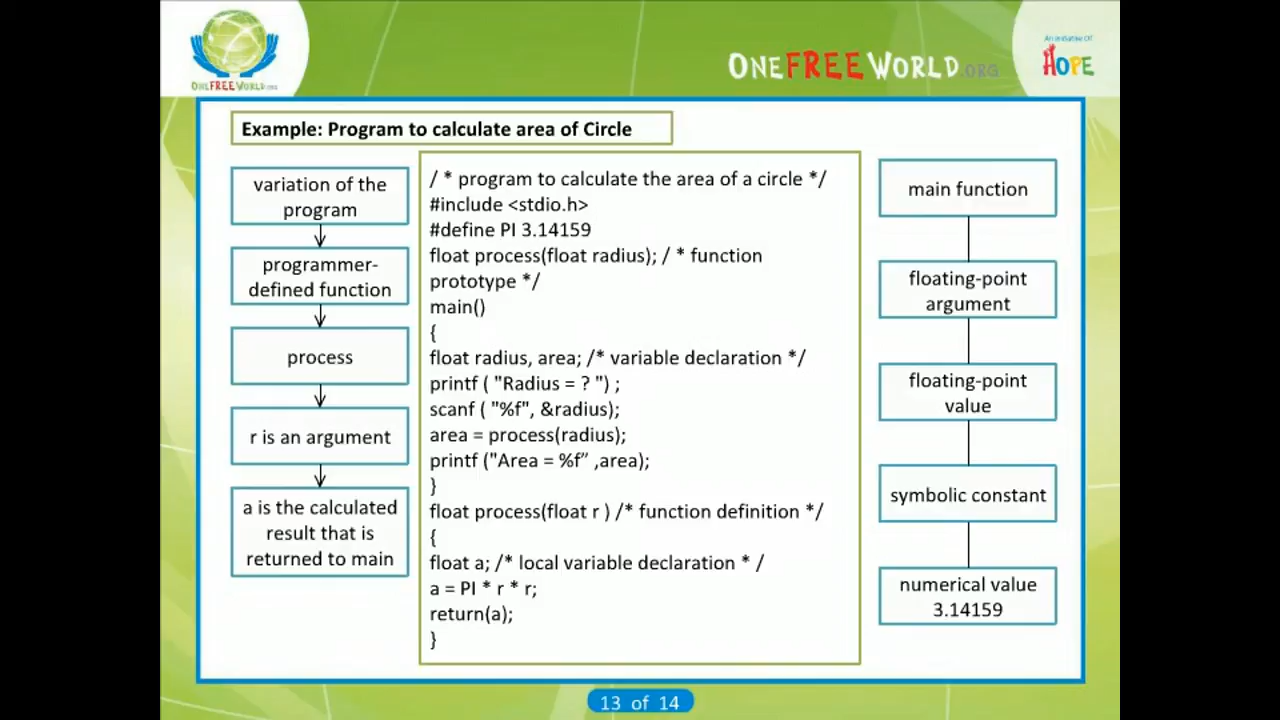 ONEFREEWORLD.ORG
ONEFREEWORLD.ORG
An Initiative Of
HOPE
Example: Program to calculate area of Circle
variation of the
program
programmer-
defined function
process
r is an argument
a is the calculated
result that is
returned to main
/ * program to calculate the area of a circle */
#include <stdio.h>
#define PI 3.14159
float process(float radius); / * function
prototype */
main()
{
float radius, area; /* variable declaration */
printf ( "Radius = ? ") ;
scanf ( "%f", &radius);
area = process(radius);
printf ("Area = %f” ,area);
}
float process(float r ) /* function definition */
{
float a; /* local variable declaration * /
a = PI * r * r;
return(a);
}
main function
floating-point
argument
floating-point
value
symbolic constant
numerical value
3.14159
13 of 14